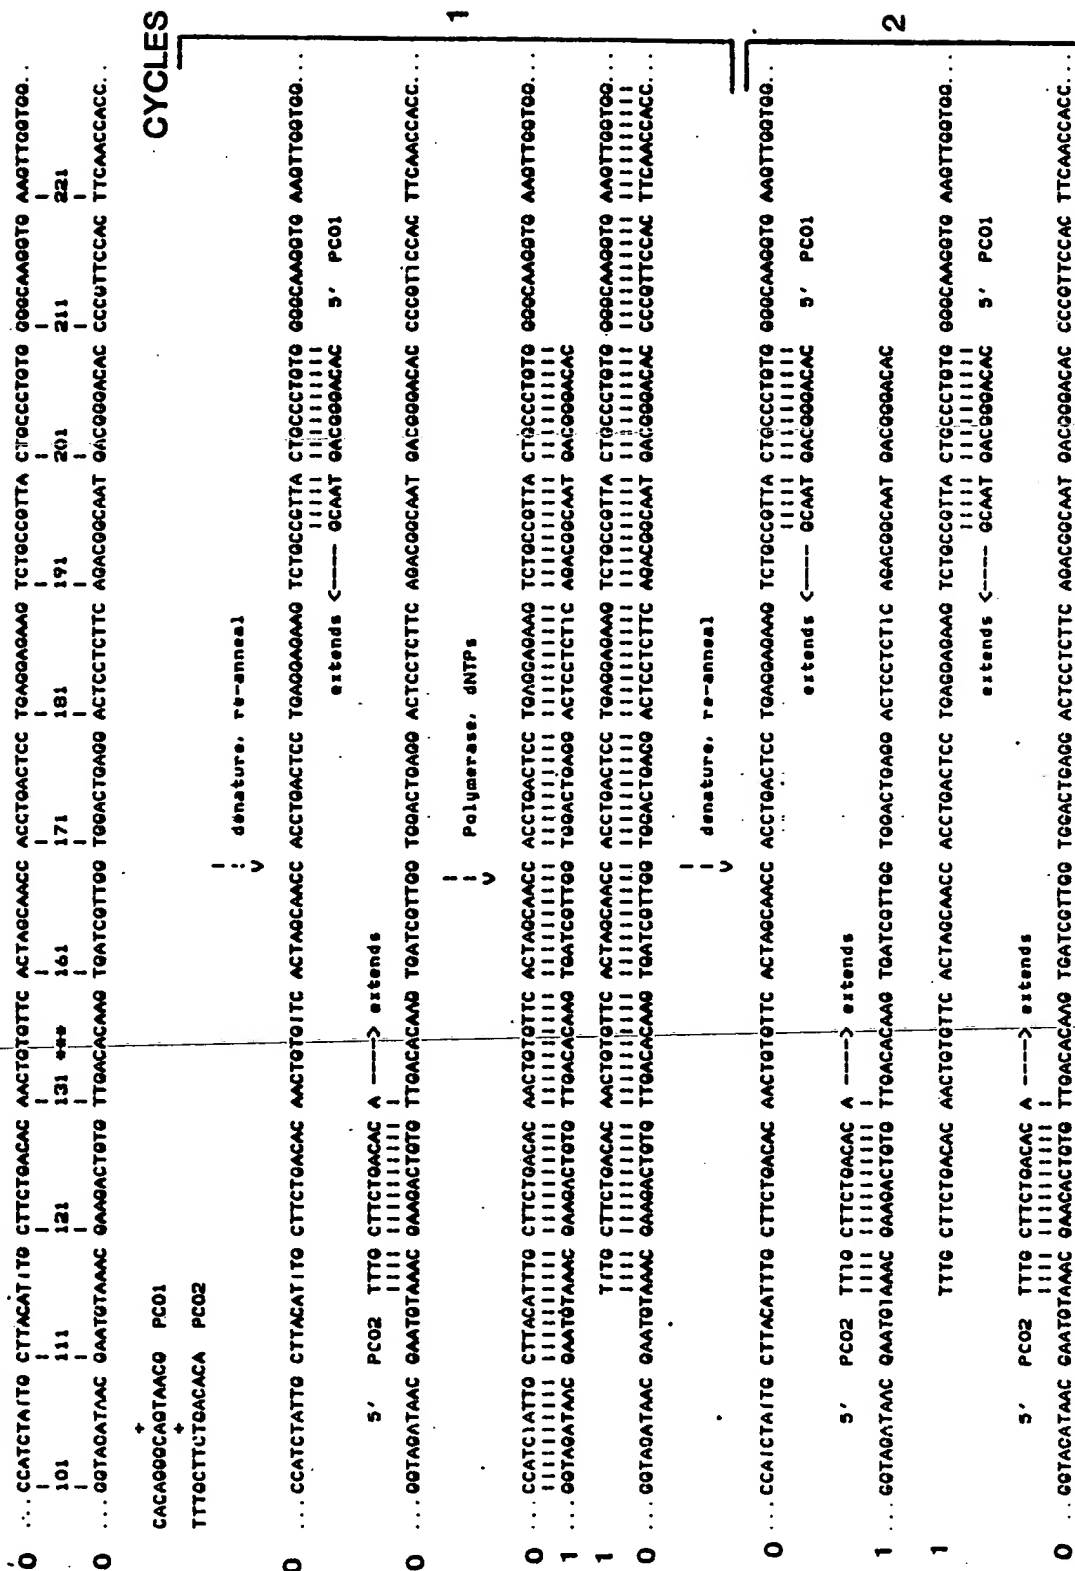 0 ...CCATCTATTG CTTACATTTG CTTCTGACAC AACTGTGTTC ACTAGCAACC ACCTGACTCC TGAGGAGAAG TCTGCCGTTA CTGCCCTGTG GGGCAAGGTG AAGTTGGTGG...
101 111 121 131 *** 161 171 181 191 201 211 221
0 ...GGTAGATAAC GAATGTAAAC GAAGACTGTG TTGACACAAG TGATCGTTGG TGGACTGAGG ACTCCTCTTC AGACGGCAAT GACGGGACAC CCCGTTCCAC TTCAACCACC...
CYCLES
+
CACAGGGCAGTAACG PC01
+
TTTGCTTCTGACACA PC02
1
denature, re-anneal
0 ...CCATCTATTG CTTACATTTG CTTCTGACAC AACTGTGTTC ACTAGCAACC ACCTGACTCC TGAGGAGAAG TCTGCCGTTA CTGCCCTGTG GGGCAAGGTG AAGTTGGTGG...
extends <---- GCAAT GACGGGACAC 5' PC01
5' PC02 TTTG CTTCTGACAC A ----> extends
0 ...GGTAGATAAC GAATGTAAAC GAAGACTGTG TTGACACAAG TGATCGTTGG TGGACTGAGG ACTCCTCTTC AGACGGCAAT GACGGGACAC CCCGTTCCAC TTCAACCACC...
Polymerase, dNTPs
0 ...CCATCTATTG CTTACATTTG CTTCTGACAC AACTGTGTTC ACTAGCAACC ACCTGACTCC TGAGGAGAAG TCTGCCGTTA CTGCCCTGTG GGGCAAGGTG AAGTTGGTGG...
1 ...GGTAGATAAC GAATGTAAAC GAAGACTGTG TTGACACAAG TGATCGTTGG TGGACTGAGG ACTCCTCTTC AGACGGCAAT GACGGGACAC
1 TTTG CTTCTGACAC AACTGTGTTC ACTAGCAACC ACCTGACTCC TGAGGAGAAG TCTGCCGTTA CTGCCCTGTG GGGCAAGGTG AAGTTGGTGG...
0 ...GGTAGATAAC GAATGTAAAC GAAGACTGTG TTGACACAAG TGATCGTTGG TGGACTGAGG ACTCCTCTTC AGACGGCAAT GACGGGACAC CCCGTTCCAC TTCAACCACC...
denature, re-anneal
2
0 ...CCATCTATTG CTTACATTTG CTTCTGACAC AACTGTGTTC ACTAGCAACC ACCTGACTCC TGAGGAGAAG TCTGCCGTTA CTGCCCTGTG GGGCAAGGTG AAGTTGGTGG...
extends <---- GCAAT GACGGGACAC 5' PC01
5' PC02 TTTG CTTCTGACAC A ----> extends
1 ...GGTAGATAAC GAATGTAAAC GAAGACTGTG TTGACACAAG TGATCGTTGG TGGACTGAGG ACTCCTCTTC AGACGGCAAT GACGGGACAC
1 TTTG CTTCTGACAC AACTGTGTTC ACTAGCAACC ACCTGACTCC TGAGGAGAAG TCTGCCGTTA CTGCCCTGTG GGGCAAGGTG AAGTTGGTGG...
extends <---- GCAAT GACGGGACAC 5' PC01
5' PC02 TTTG CTTCTGACAC A ----> extends
0 ...GGTACATAAC GAATGTAAAC GAACACTGTG TTGACACAAG TGATCGTTGG TGGACTGAGG ACTCCTCTTC AGACGGCAAT GACGGGACAC CCCGTTCCAC TTCAACCACC...